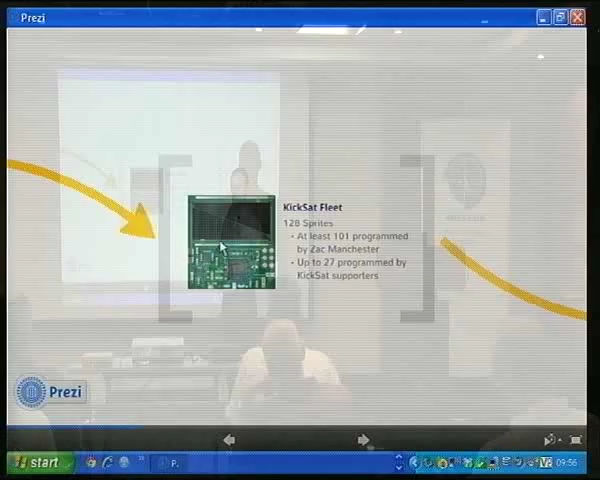 Prezi
KickSat Fleet
128 Sprites
• At least 101 programmed
by Zac Manchester
• Up to 27 programmed by
KickSat supporters
Prezi
start
P.
09:56